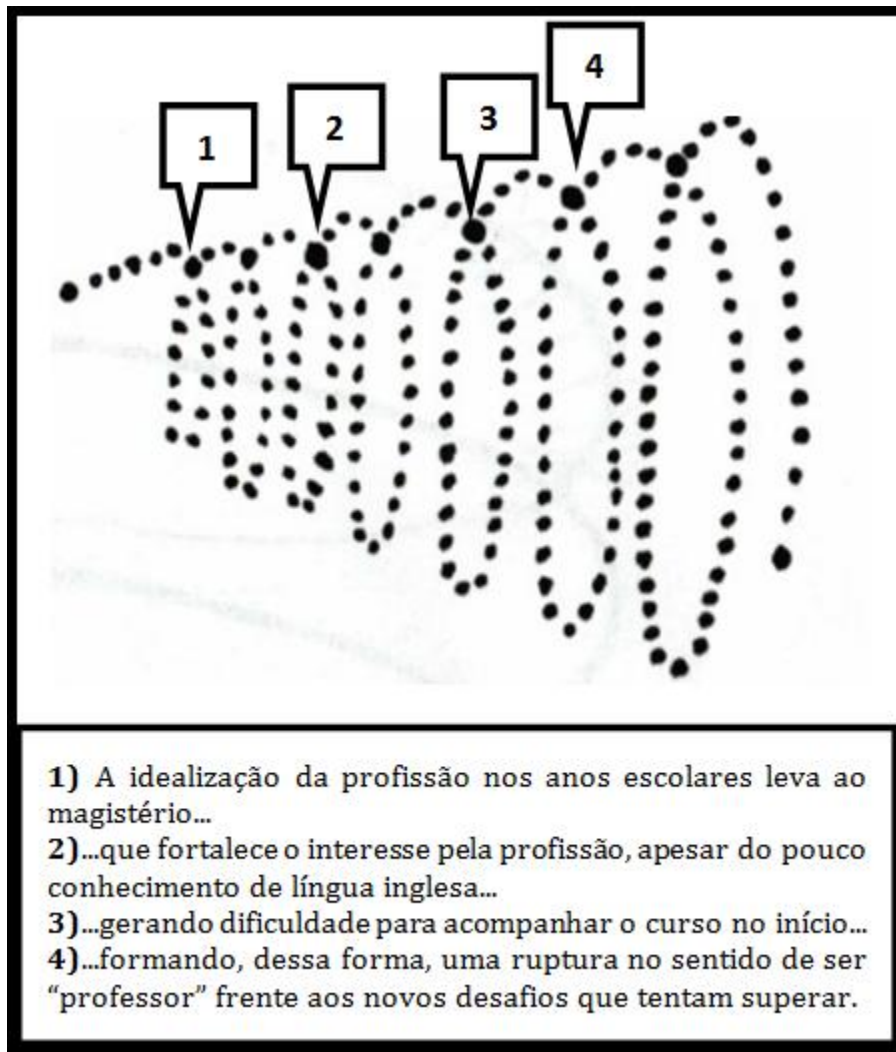 1
2
3
4
1) A idealização da profissão nos anos escolares leva ao
magistério...
2)...que fortalece o interesse pela profissão, apesar do pouco
conhecimento de língua inglesa...
3)...gerando dificuldade para acompanhar o curso no início...
4)...formando, dessa forma, uma ruptura no sentido de ser
“professor” frente aos novos desafios que tentam superar.